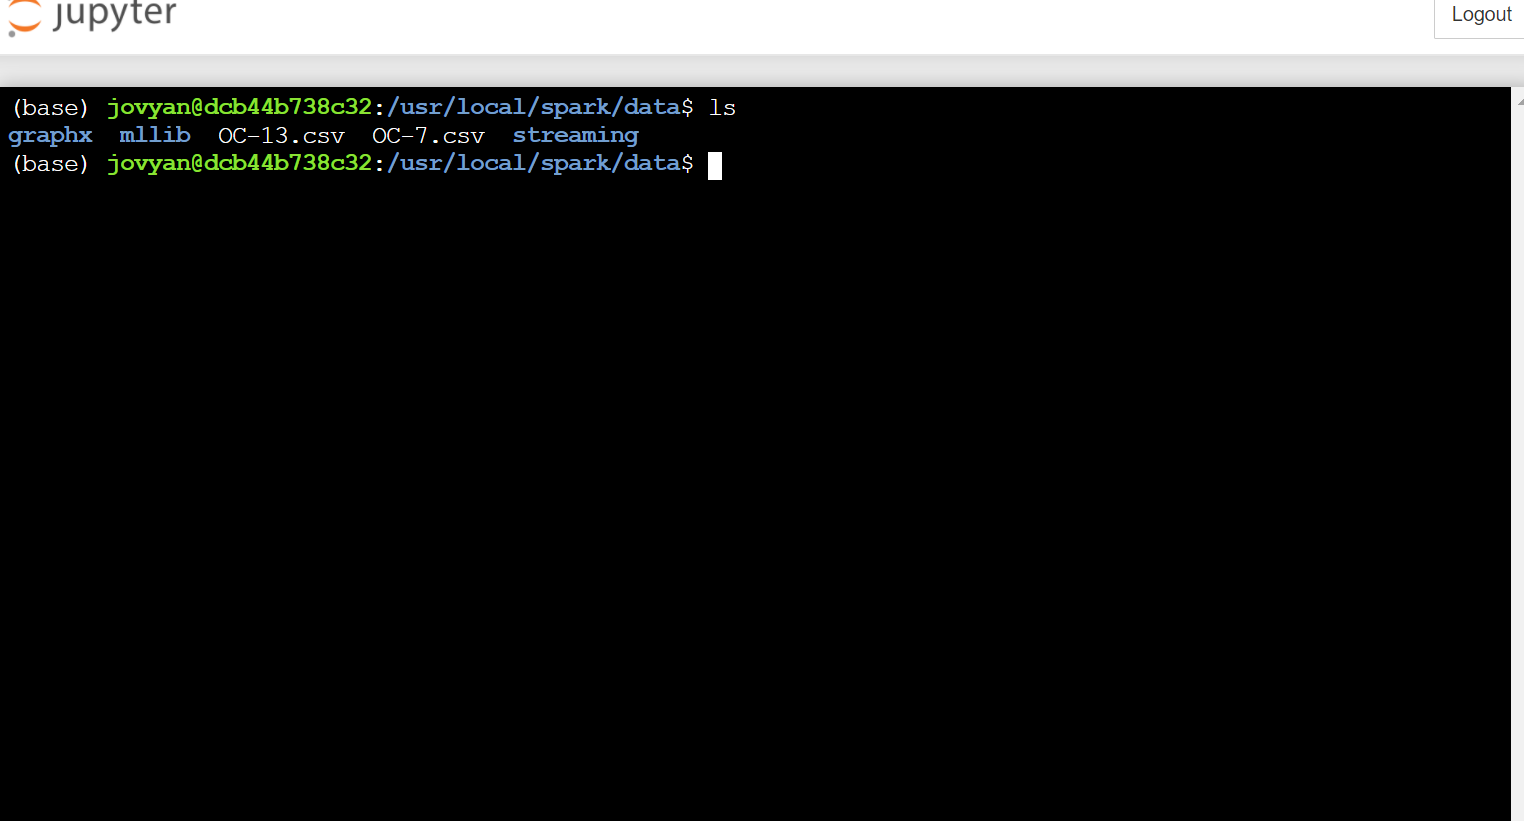 jupyter
Logout
(base) jovyan@dcb44b738c32:/usr/local/spark/data$ ls
graphx  mllib  OC-13.csv  OC-7.csv  streaming
(base) jovyan@dcb44b738c32:/usr/local/spark/data$